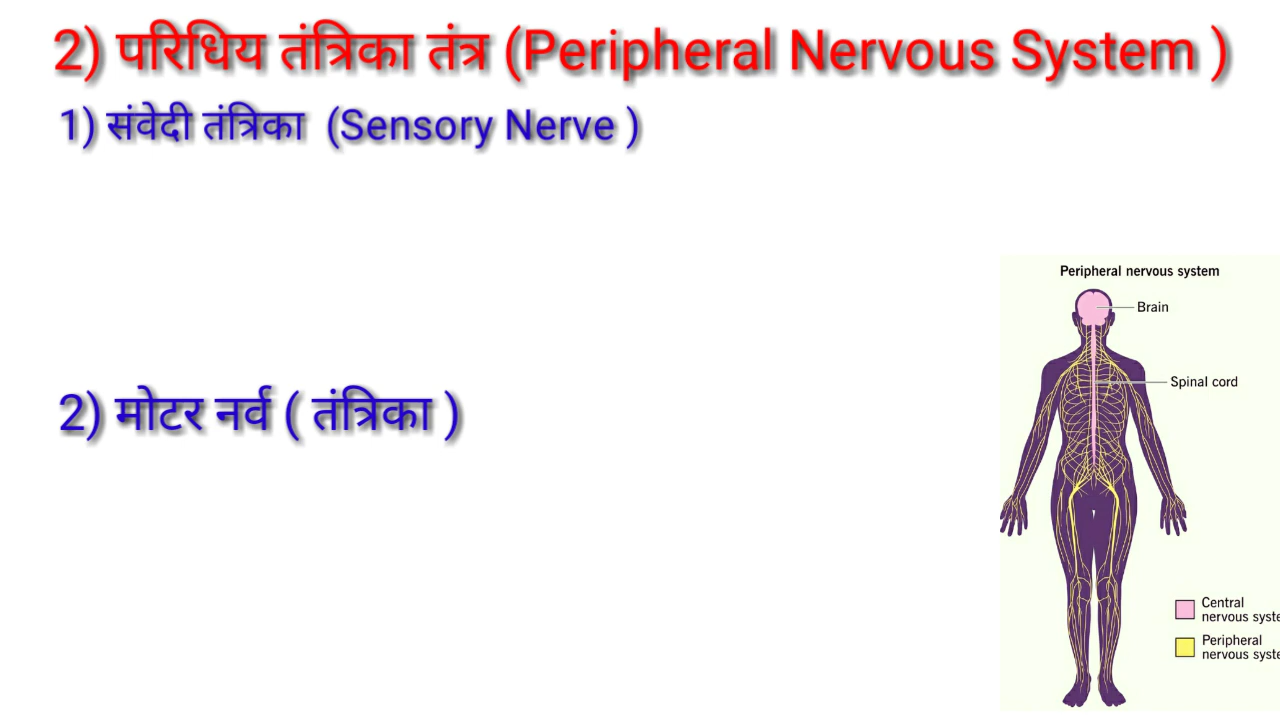 2) परिधिय तंत्रिका तंत्र (Peripheral Nervous System )
1) संवेदी तंत्रिका (Sensory Nerve )
2) मोटर नर्व ( तंत्रिका )
Peripheral nervous system
Brain
Spinal cord
Central
nervous syste
Peripheral
nervous syste